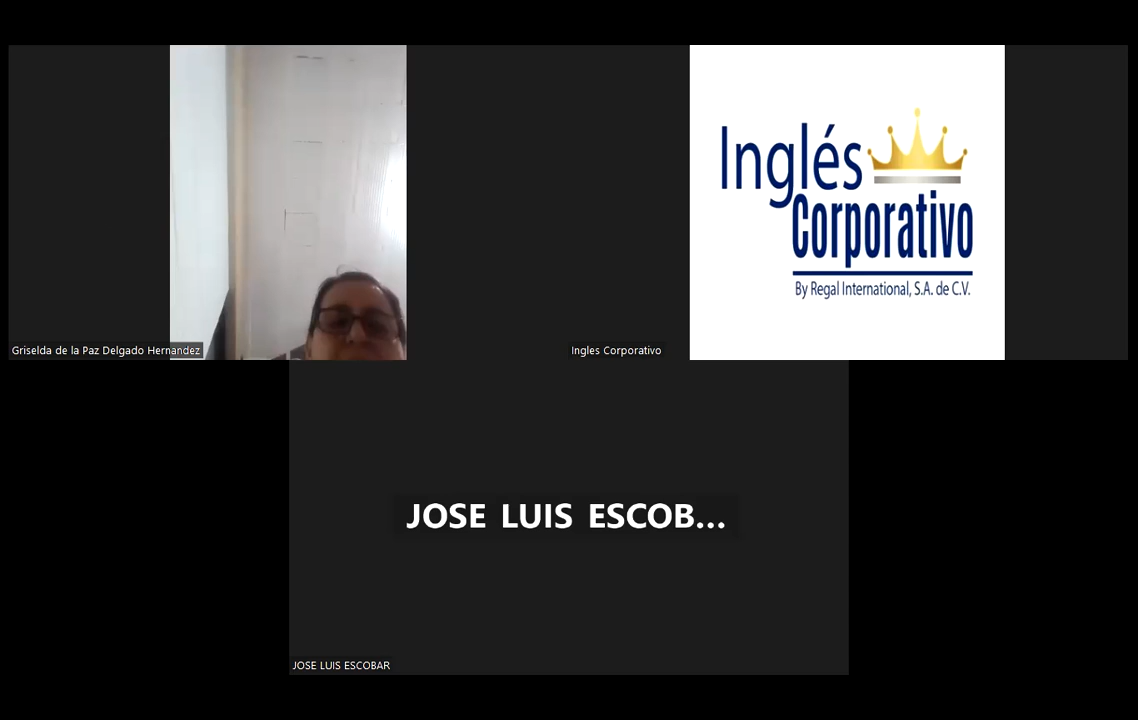 Inglés
Corporativo
By Regal International, S.A. de C.V.
Griselda de la Paz Delgado Hernandez
Ingles Corporativo
JOSE LUIS ESCOB...
JOSE LUIS ESCOBAR